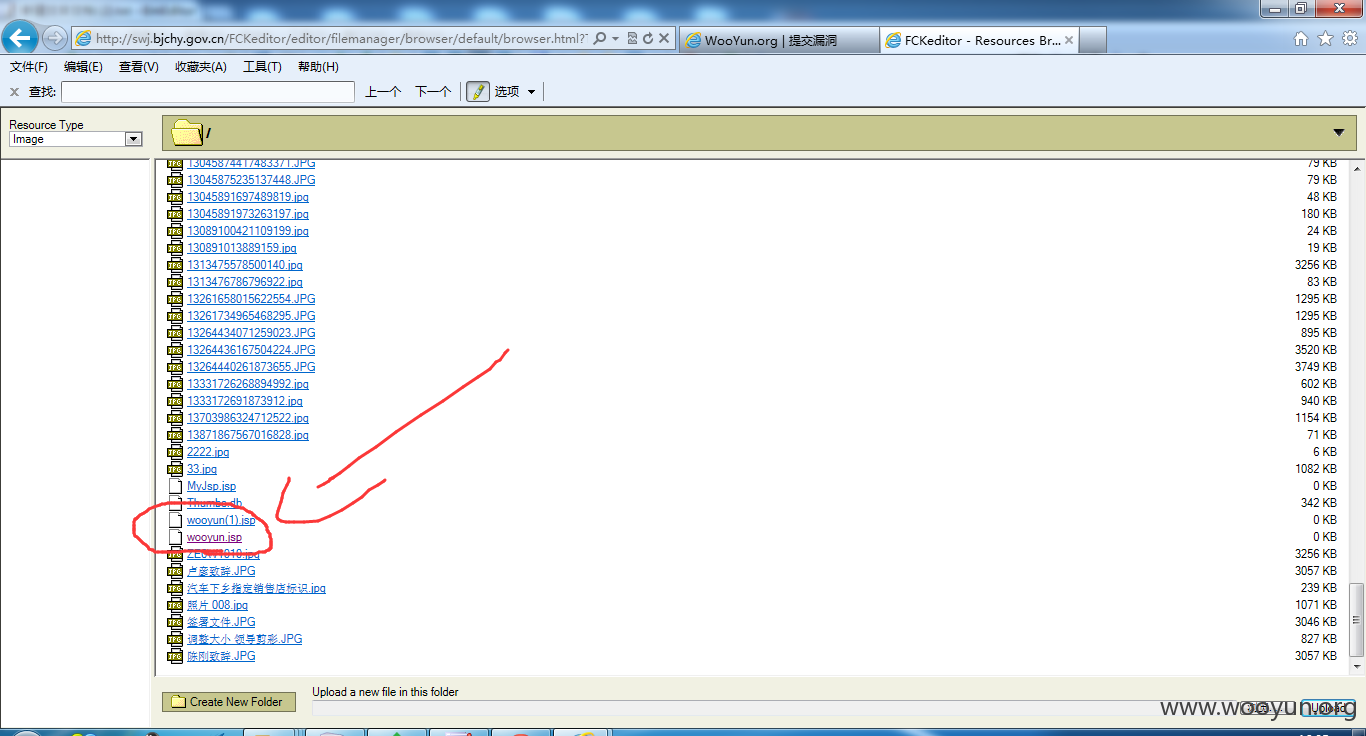 http://swj.bjchy.gov.cn/FCKeditor/editor/filemanager/browser/default/browser.html?
WooYun.org | 提交漏洞
FCKeditor - Resources Br...
文件(F) 编辑(E) 查看(V) 收藏夹(A) 工具(T) 帮助(H)
查找: 上一个 下一个 选项
Resource Type
Image
/
13045874417483371.JPG 79 KB
13045875235137448.JPG 79 KB
13045891697489819.jpg 48 KB
13045891973263197.jpg 180 KB
13089100421109199.jpg 24 KB
130891013889159.jpg 19 KB
1313475578500140.jpg 3256 KB
1313476786796922.jpg 83 KB
13261658015622554.JPG 1295 KB
13261734965468295.JPG 1295 KB
13264434071259023.JPG 895 KB
13264436167504224.JPG 3520 KB
13264440261873655.JPG 3749 KB
13331726268894992.jpg 602 KB
1333172691873912.jpg 940 KB
13703986324712522.jpg 1154 KB
13871867567016828.jpg 71 KB
2222.jpg 6 KB
33.jpg 1082 KB
MyJsp.jsp 0 KB
Thumbs.db 342 KB
wooyun(1).jsp 0 KB
wooyun.jsp 0 KB
3256 KB
卢彦致辞.JPG 3057 KB
汽车下乡指定销售店标识.jpg 239 KB
照片 008.jpg 1071 KB
签署文件.JPG 3046 KB
调整大小 领导剪彩.JPG 827 KB
陈刚致辞.JPG 3057 KB
Create New Folder
Upload a new file in this folder
Upload
www.wooyun.org